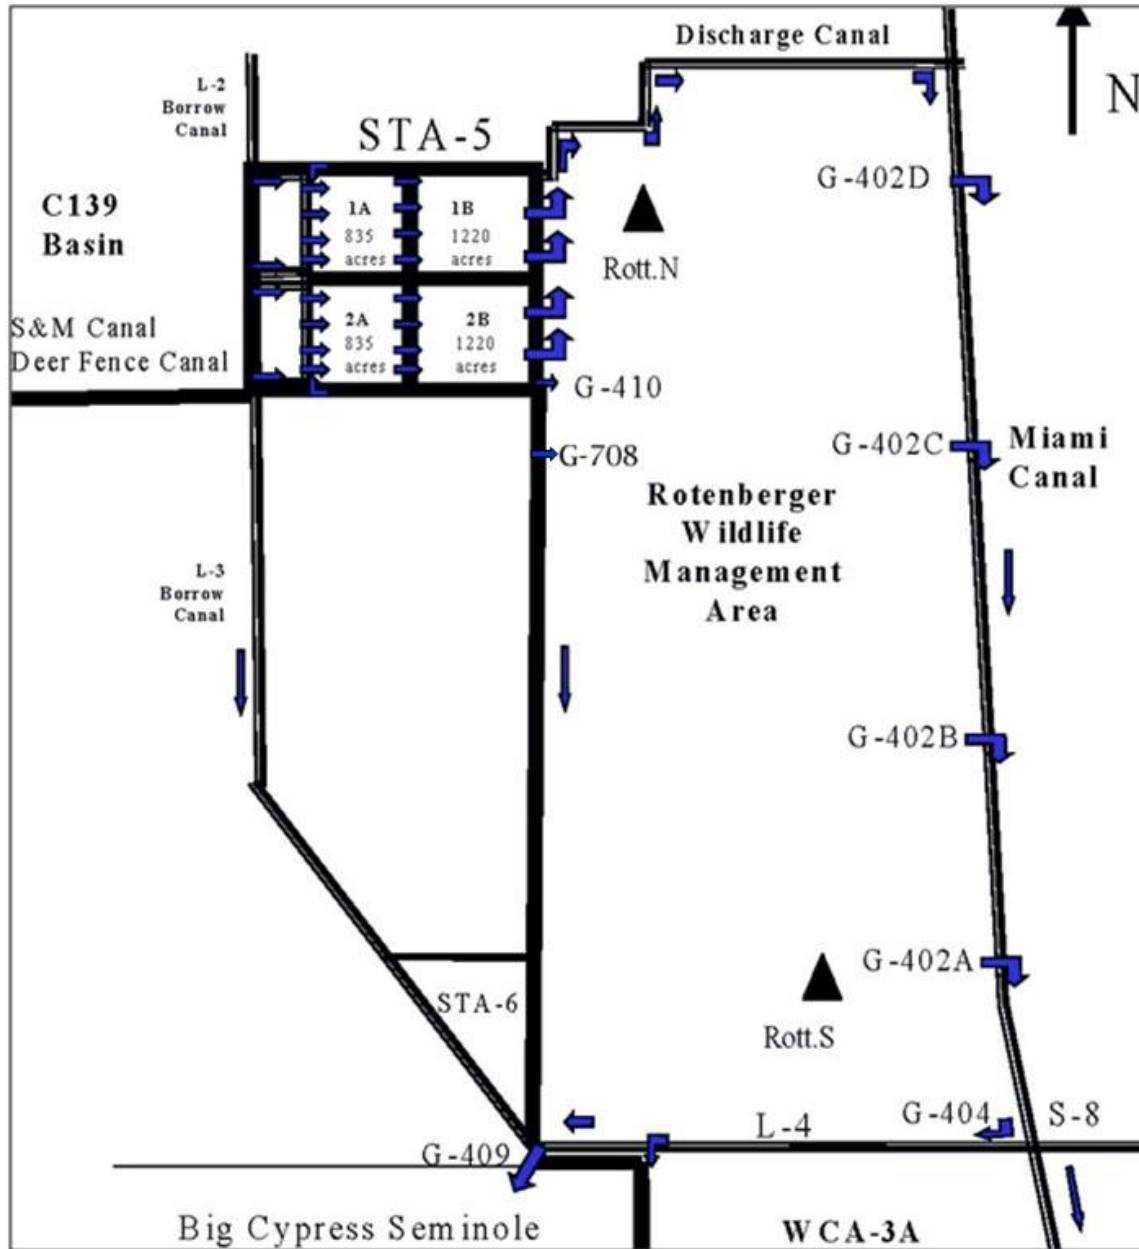 Discharge Canal
N
L-2
Borrow
Canal
STA-5
G-402D
C139
Basin
1A
835
acres
1B
1220
acres
Rott.N
S&M Canal
Deer Fence Canal
2A
835
acres
2B
1220
acres
G-410
G-708
G-402C
Miami
Canal
Rotenberger
Wildlife
Management
Area
L-3
Borrow
Canal
G-402B
G-402A
STA-6
Rott.S
G-404
S-8
L-4
G-409
Big Cypress Seminole
WCA-3A